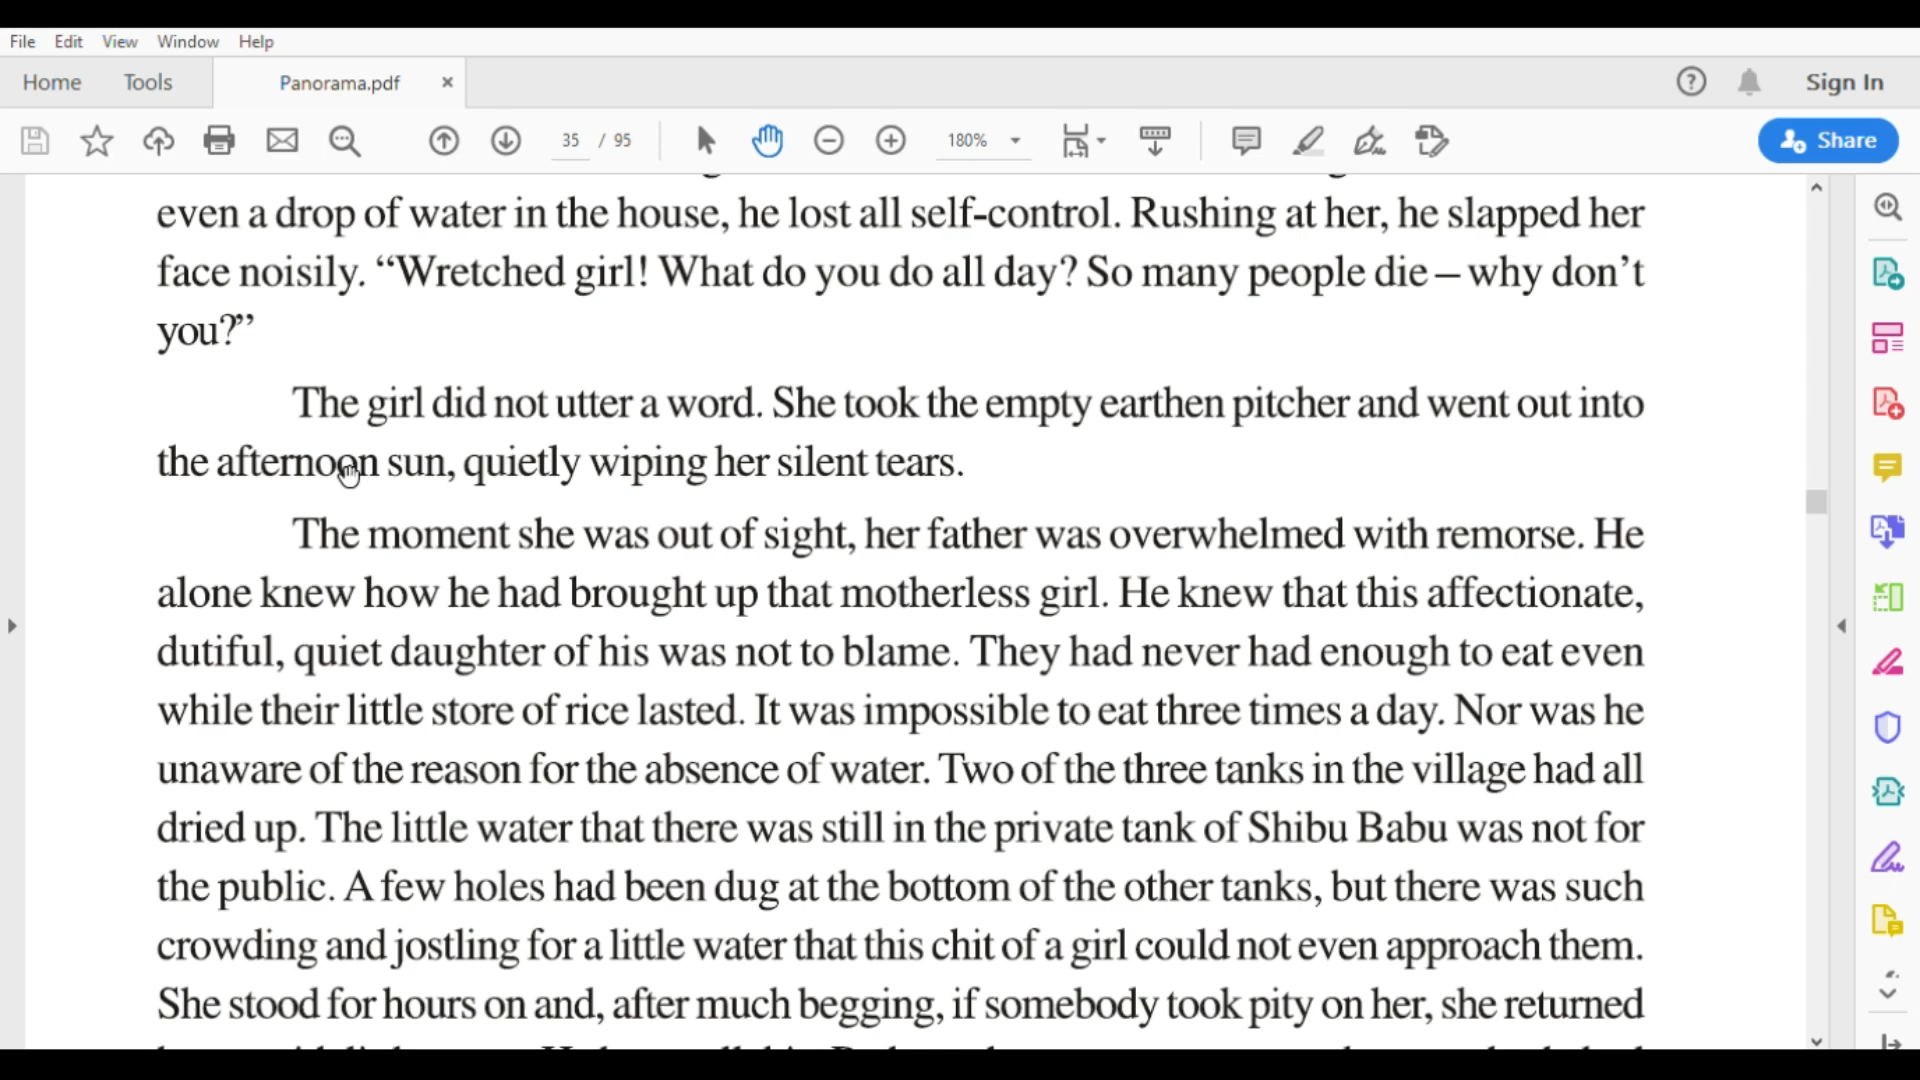 File Edit View Window Help
Home Tools Panorama.pdf × Sign In
35 / 95 180% Share
even a drop of water in the house, he lost all self-control. Rushing at her, he slapped her
face noisily. “Wretched girl! What do you do all day? So many people die – why don’t
you?”
The girl did not utter a word. She took the empty earthen pitcher and went out into
the afternoon sun, quietly wiping her silent tears.
The moment she was out of sight, her father was overwhelmed with remorse. He
alone knew how he had brought up that motherless girl. He knew that this affectionate,
dutiful, quiet daughter of his was not to blame. They had never had enough to eat even
while their little store of rice lasted. It was impossible to eat three times a day. Nor was he
unaware of the reason for the absence of water. Two of the three tanks in the village had all
dried up. The little water that there was still in the private tank of Shibu Babu was not for
the public. A few holes had been dug at the bottom of the other tanks, but there was such
crowding and jostling for a little water that this chit of a girl could not even approach them.
She stood for hours on and, after much begging, if somebody took pity on her, she returned